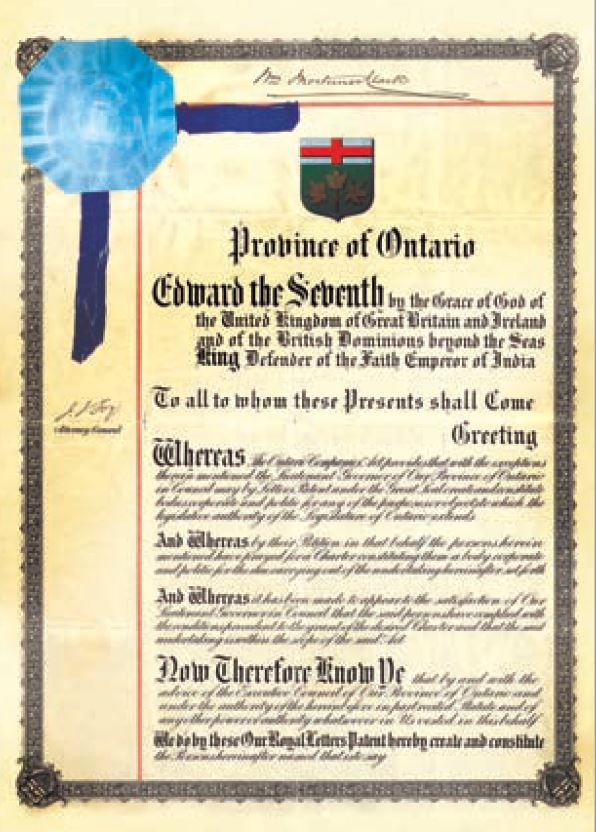 Wm Mortimer Clark
Province of Ontario
Edward the Seventh by the Grace of God of
the United Kingdom of Great Britain and Ireland
and of the British Dominions beyond the Seas
King Defender of the Faith Emperor of India
To all to whom these Presents shall Come
Greeting
J. J. Foy
Attorney General
Whereas The Ontario Companies Act provides that with the exceptions
therein mentioned the Lieutenant Governor of Our Province of Ontario
in Council may by Letters Patent under the Great Seal create and constitute
bodies corporate and politic for any of the purposes or objects to which the
legislative authority of the Legislature of Ontario extends
And Whereas by their Petition in that behalf the persons herein
mentioned have prayed for a Charter constituting them a body corporate
and politic for the due carrying out of the undertaking hereinafter set forth
And Whereas it has been made to appear to the satisfaction of Our
Lieutenant Governor in Council that the said persons have complied with
the conditions precedent to the grant of the desired Charter and that the said
undertaking is within the scope of the said Act
Now Therefore Know Ye that by and with the
advice of the Executive Council of Our Province of Ontario and
under the authority of the hereinbefore in part recited Statute and of
any other power or authority whatsoever in Us vested in this behalf
We do by these Our Royal Letters Patent hereby create and constitute
the Persons hereinafter named that is to say